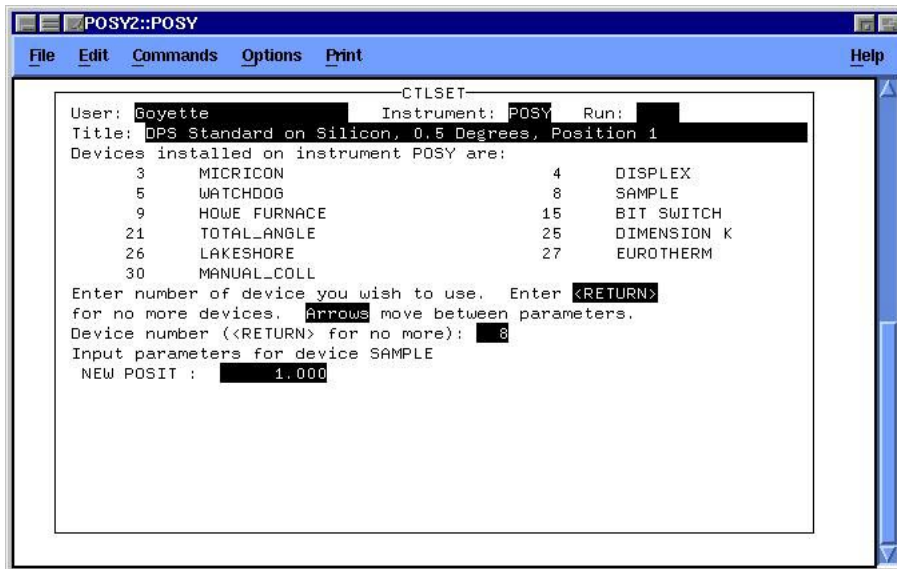 POSY2::POSY
File Edit Commands Options Print Help
CTLSET
User: Goyette Instrument: POSY Run:
Title: DPS Standard on Silicon, 0.5 Degrees, Position 1
Devices installed on instrument POSY are:
3 MICRICON 4 DISPLEX
5 WATCHDOG 8 SAMPLE
9 HOWE FURNACE 15 BIT SWITCH
21 TOTAL_ANGLE 25 DIMENSION K
26 LAKESHORE 27 EUROTHERM
30 MANUAL_COLL
Enter number of device you wish to use. Enter <RETURN>
for no more devices. Arrows move between parameters.
Device number (<RETURN> for no more): 8
Input parameters for device SAMPLE
NEW POSIT : 1.000